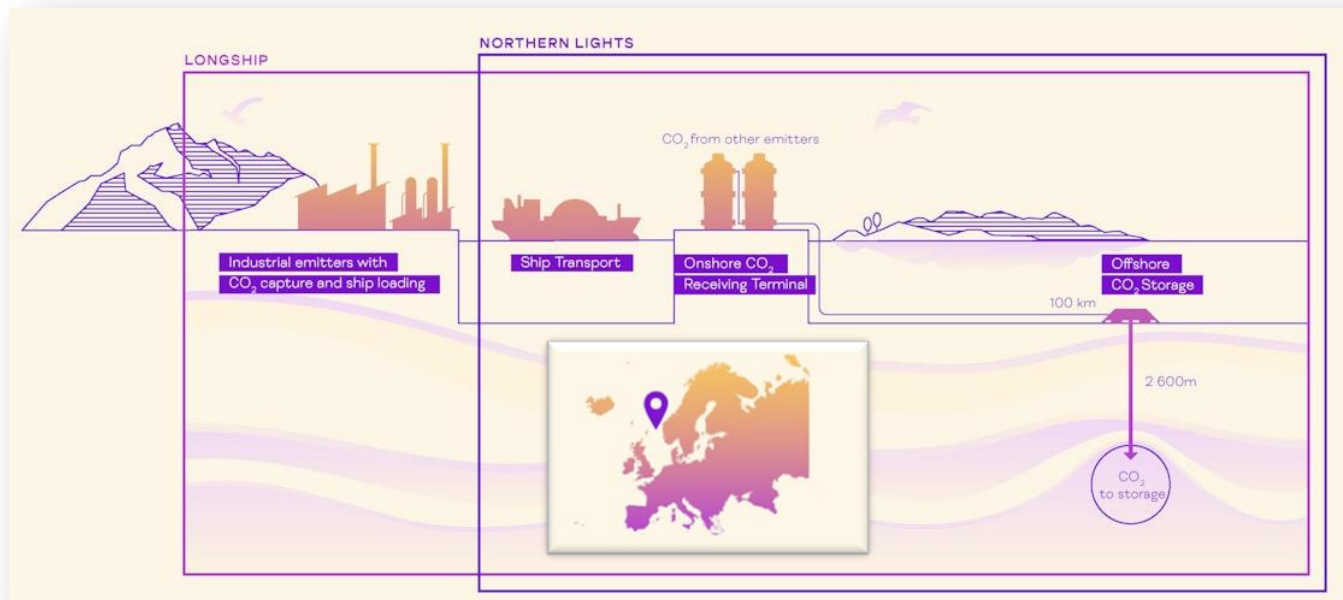 NORTHERN LIGHTS
LONGSHIP
CO₂ from other emitters
Industrial emitters with
CO₂ capture and ship loading
Ship Transport
Onshore CO₂
Receiving Terminal
Offshore
CO₂ Storage
100 km
2 600m
CO₂
to storage